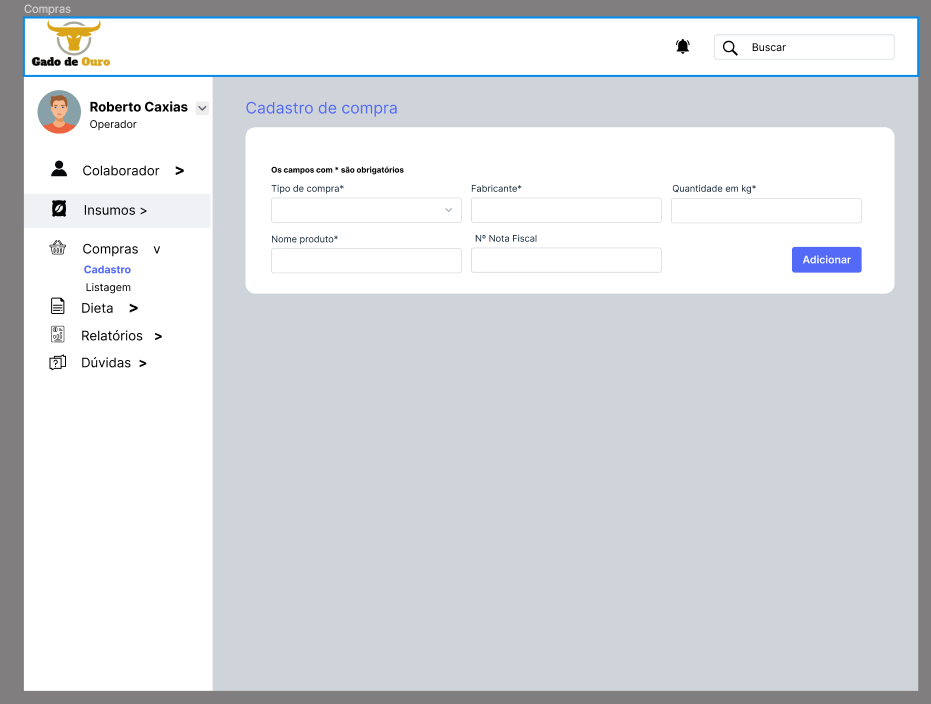 Compras
Gado de Ouro
Buscar
Roberto Caxias
Operador
Colaborador >
Insumos >
Compras v
Cadastro
Listagem
Dieta >
Relatórios >
Dúvidas >
Cadastro de compra
Os campos com * são obrigatórios
Tipo de compra*
Fabricante*
Quantidade em kg*
Nome produto*
Nº Nota Fiscal
Adicionar